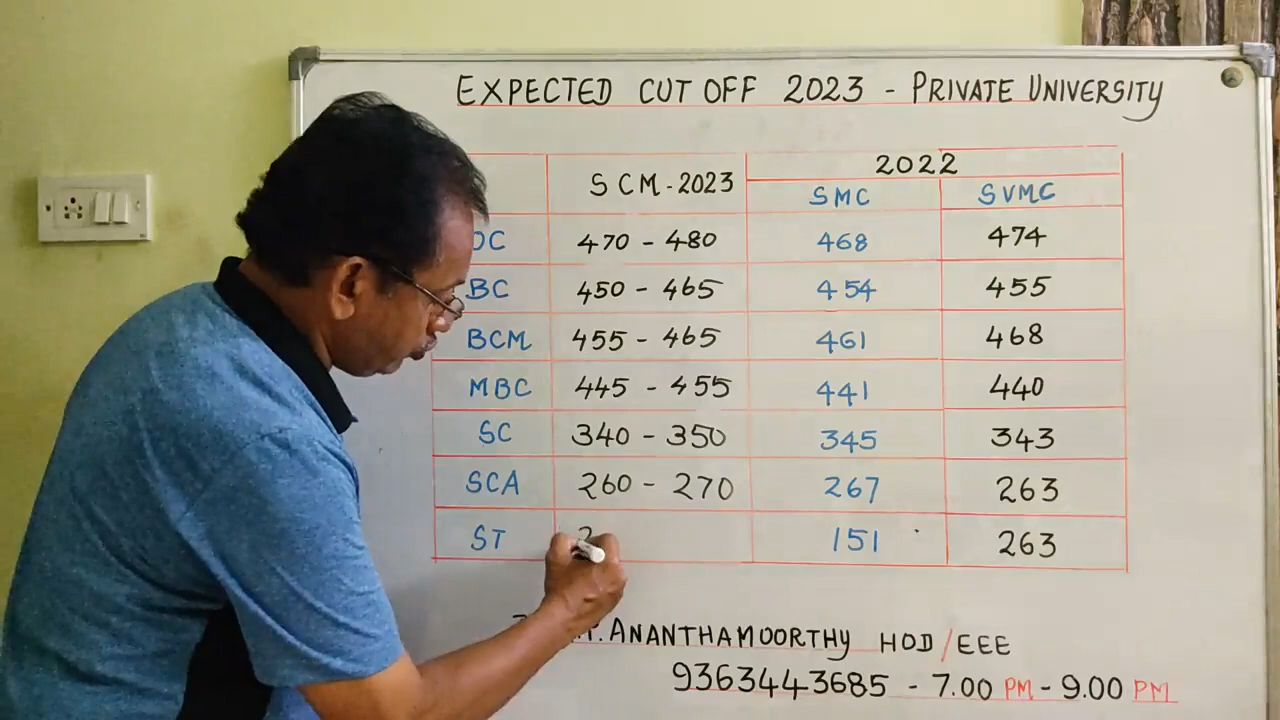 EXPECTED CUT OFF 2023 - PRIVATE UNIVERSITY
SCM-2023 2022
SMC SVMC
OC 470 - 480 468 474
BC 450 - 465 454 455
BCM 455 - 465 461 468
MBC 445 - 455 441 440
SC 340 - 350 345 343
SCA 260 - 270 267 263
ST 2 151 263
ANANTHAMOORTHY HOD/EEE
9363443685 - 7.00 PM - 9.00 PM